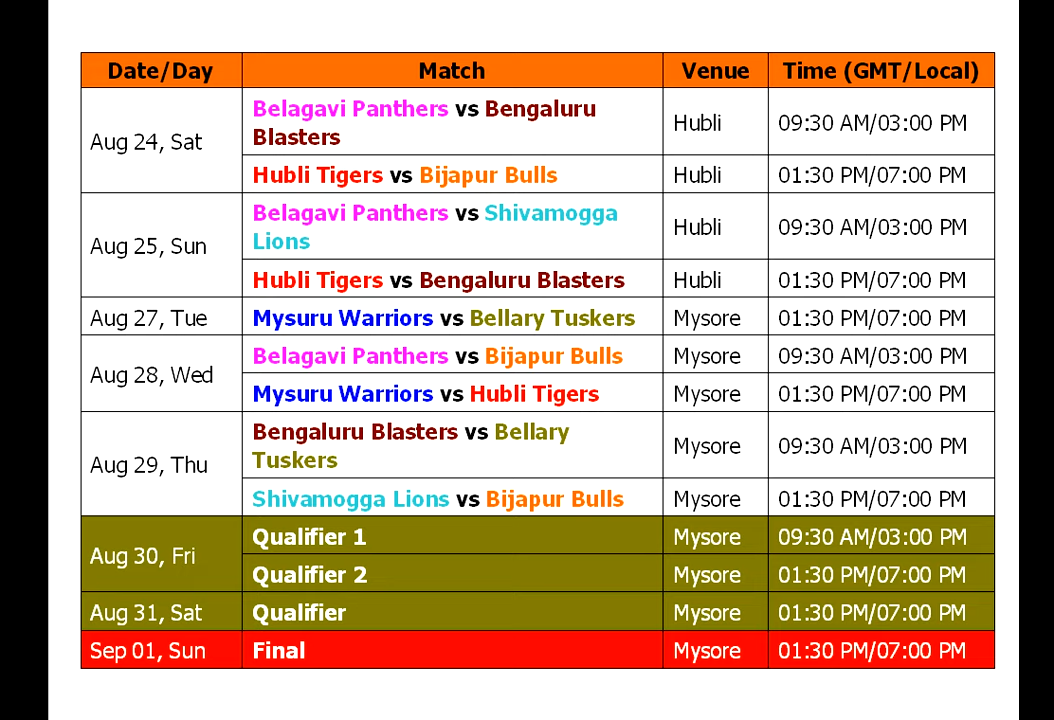 Date/Day Match Venue Time (GMT/Local)
Aug 24, Sat
Belagavi Panthers vs Bengaluru
Blasters
Hubli 09:30 AM/03:00 PM
Hubli Tigers vs Bijapur Bulls Hubli 01:30 PM/07:00 PM
Aug 25, Sun
Belagavi Panthers vs Shivamogga
Lions
Hubli 09:30 AM/03:00 PM
Hubli Tigers vs Bengaluru Blasters Hubli 01:30 PM/07:00 PM
Aug 27, Tue Mysuru Warriors vs Bellary Tuskers Mysore 01:30 PM/07:00 PM
Aug 28, Wed
Belagavi Panthers vs Bijapur Bulls Mysore 09:30 AM/03:00 PM
Mysuru Warriors vs Hubli Tigers Mysore 01:30 PM/07:00 PM
Aug 29, Thu
Bengaluru Blasters vs Bellary
Tuskers
Mysore 09:30 AM/03:00 PM
Shivamogga Lions vs Bijapur Bulls Mysore 01:30 PM/07:00 PM
Aug 30, Fri
Qualifier 1 Mysore 09:30 AM/03:00 PM
Qualifier 2 Mysore 01:30 PM/07:00 PM
Aug 31, Sat Qualifier Mysore 01:30 PM/07:00 PM
Sep 01, Sun Final Mysore 01:30 PM/07:00 PM